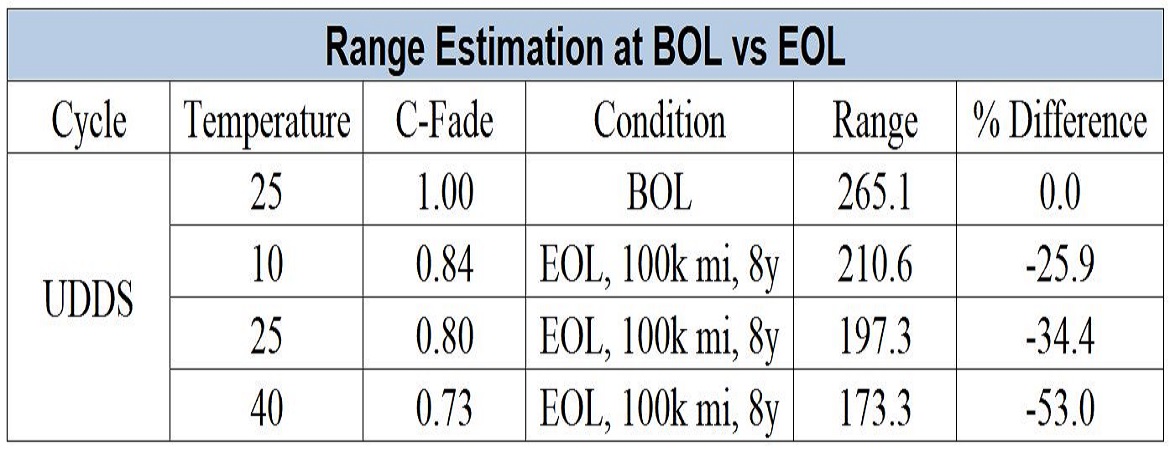 Range Estimation at BOL vs EOL
Cycle Temperature C-Fade Condition Range % Difference
UDDS
25 1.00 BOL 265.1 0.0
10 0.84 EOL, 100k mi, 8y 210.6 -25.9
25 0.80 EOL, 100k mi, 8y 197.3 -34.4
40 0.73 EOL, 100k mi, 8y 173.3 -53.0